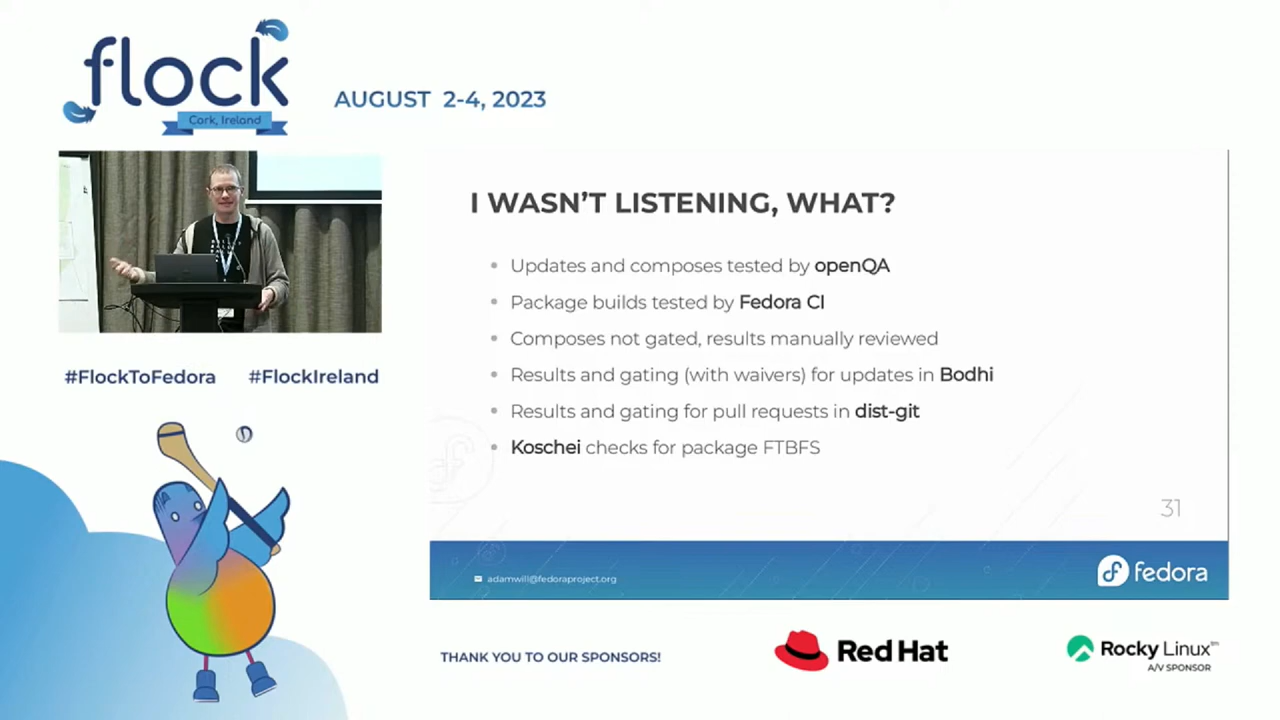 flock
Cork, Ireland
AUGUST 2-4, 2023
I WASN'T LISTENING, WHAT?
• Updates and composes tested by openQA
• Package builds tested by Fedora CI
• Composes not gated, results manually reviewed
• Results and gating (with waivers) for updates in Bodhi
• Results and gating for pull requests in dist-git
• Koschei checks for package FTBFS
31
adamwill@fedoraproject.org
fedora
#FlockToFedora #FlockIreland
THANK YOU TO OUR SPONSORS!
Red Hat
Rocky Linux™
A/V SPONSOR